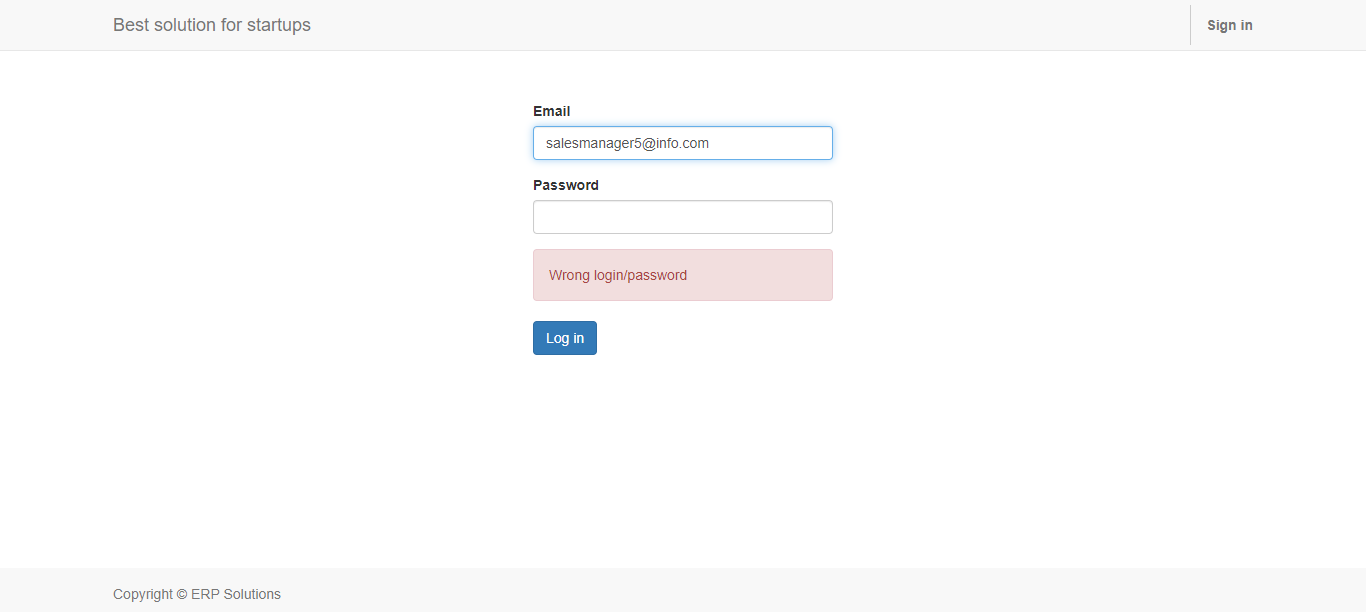 Best solution for startups
Sign in
Email
salesmanager5@info.com
Password
Wrong login/password
Log in
Copyright © ERP Solutions